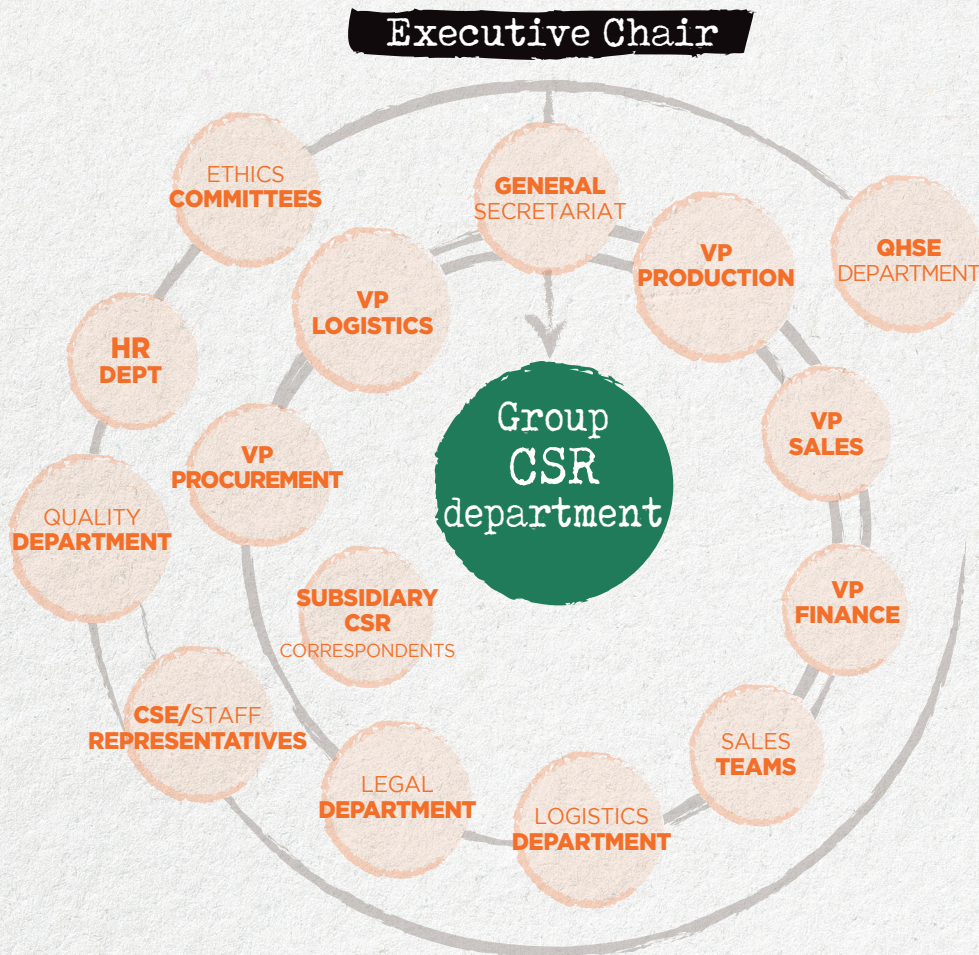 Executive Chair
ETHICS
COMMITTEES
GENERAL
SECRETARIAT
VP
PRODUCTION
QHSE
DEPARTMENT
VP
LOGISTICS
HR
DEPT
VP
SALES
Group
CSR
department
VP
PROCUREMENT
QUALITY
DEPARTMENT
VP
FINANCE
SUBSIDIARY
CSR
CORRESPONDENTS
CSE/STAFF
REPRESENTATIVES
SALES
TEAMS
LEGAL
DEPARTMENT
LOGISTICS
DEPARTMENT